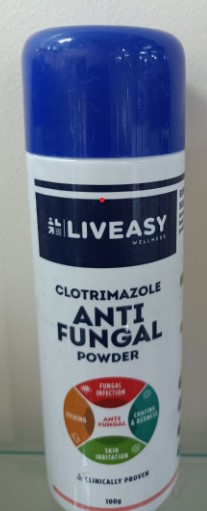 LIVEASY
WELLNESS
CLOTRIMAZOLE
ANTI
FUNGAL
POWDER
FUNGAL
INFECTION
ITCHING
ANTI
FUNGAL
CHAFING
& REDNESS
SKIN
IRRITATION
CLINICALLY PROVEN
100g